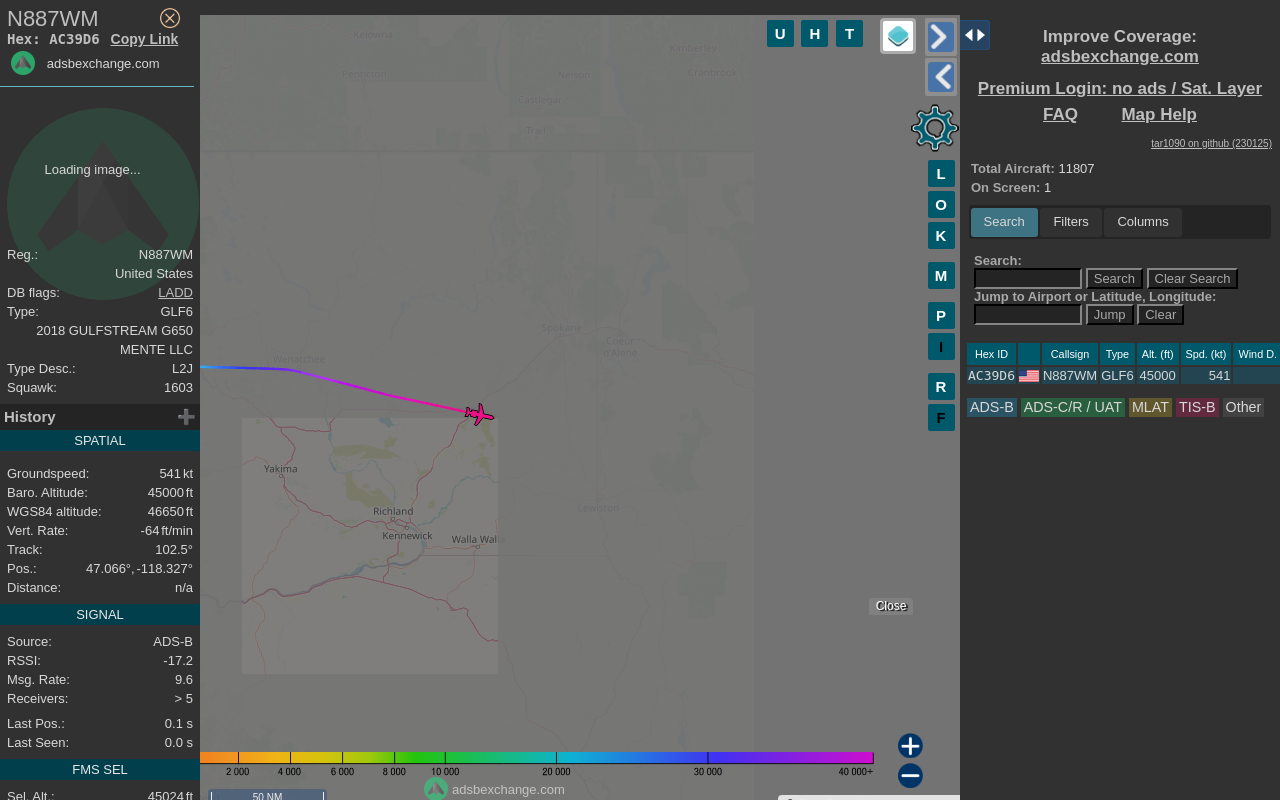 N887WM
Hex: AC39D6 Copy Link
adsbexchange.com
Loading image...
Reg.: N887WM
United States
DB flags: LADD
Type: GLF6
2018 GULFSTREAM G650
MENTE LLC
Type Desc.: L2J
Squawk: 1603
History
SPATIAL
Groundspeed: 541 kt
Baro. Altitude: 45000 ft
WGS84 altitude: 46650 ft
Vert. Rate: -64 ft/min
Track: 102.5°
Pos.: 47.066°, -118.327°
Distance: n/a
SIGNAL
Source: ADS-B
RSSI: -17.2
Msg. Rate: 9.6
Receivers: > 5
Last Pos.: 0.1 s
Last Seen: 0.0 s
FMS SEL
Sel. Alt.: 45024 ft
U H T
L
O
K
M
P
I
R
F
Kelowna
Kimberley
Penticton
Nelson
Cranbrook
Castlegar
Trail
Spokane
Coeur
d'Alene
Wenatchee
Yakima
Richland
Kennewick
Walla Walla
Lewiston
Close
2 000 4 000 6 000 8 000 10 000 20 000 30 000 40 000+
adsbexchange.com
50 NM
Improve Coverage:
adsbexchange.com
Premium Login: no ads / Sat. Layer
FAQ Map Help
tar1090 on github (230125)
Total Aircraft: 11807
On Screen: 1
Search Filters Columns
Search:
Search Clear Search
Jump to Airport or Latitude, Longitude:
Jump Clear
Hex ID Callsign Type Alt. (ft) Spd. (kt) Wind D.
AC39D6 N887WM GLF6 45000 541
ADS-B ADS-C/R / UAT MLAT TIS-B Other